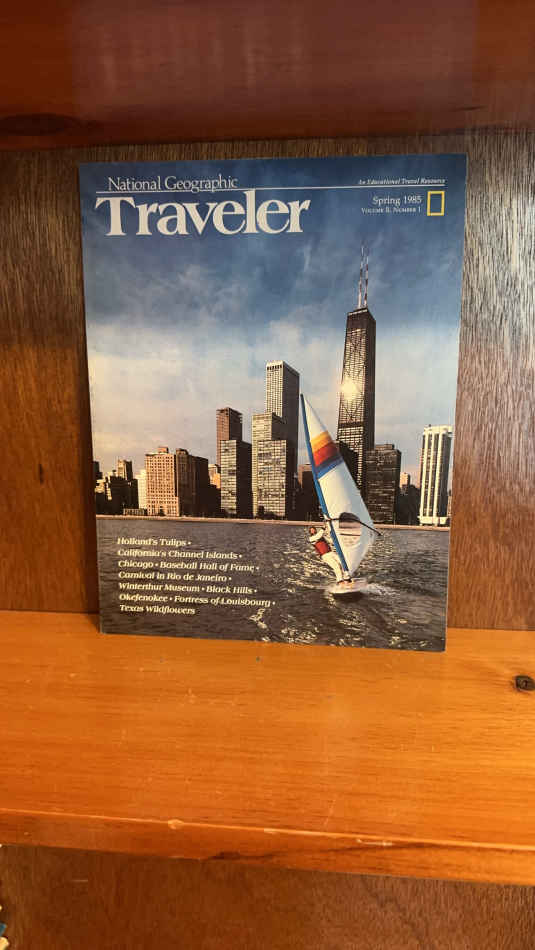 National Geographic
An Educational Travel Resource
Traveler
Spring 1985
VOLUME II, NUMBER 1
Holland's Tulips •
California's Channel Islands •
Chicago • Baseball Hall of Fame •
Carnival in Rio de Janeiro •
Winterthur Museum • Black Hills •
Okefenokee • Fortress of Louisbourg •
Texas Wildflowers